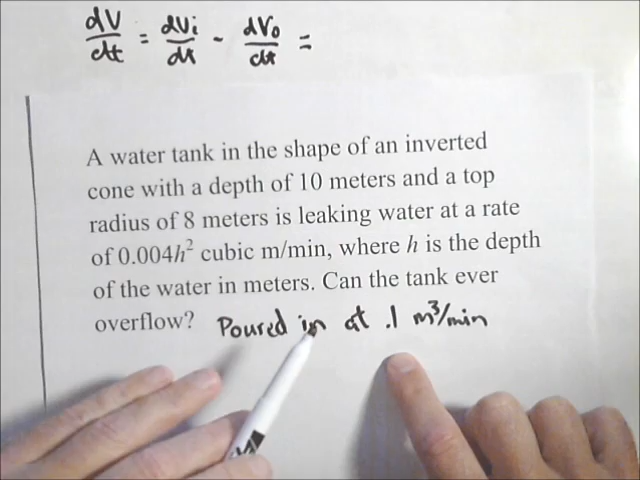 dV/dt = dVi/dt - dVo/dt =
A water tank in the shape of an inverted
cone with a depth of 10 meters and a top
radius of 8 meters is leaking water at a rate
of 0.004h² cubic m/min, where h is the depth
of the water in meters. Can the tank ever
overflow? Poured in at .1 m³/min